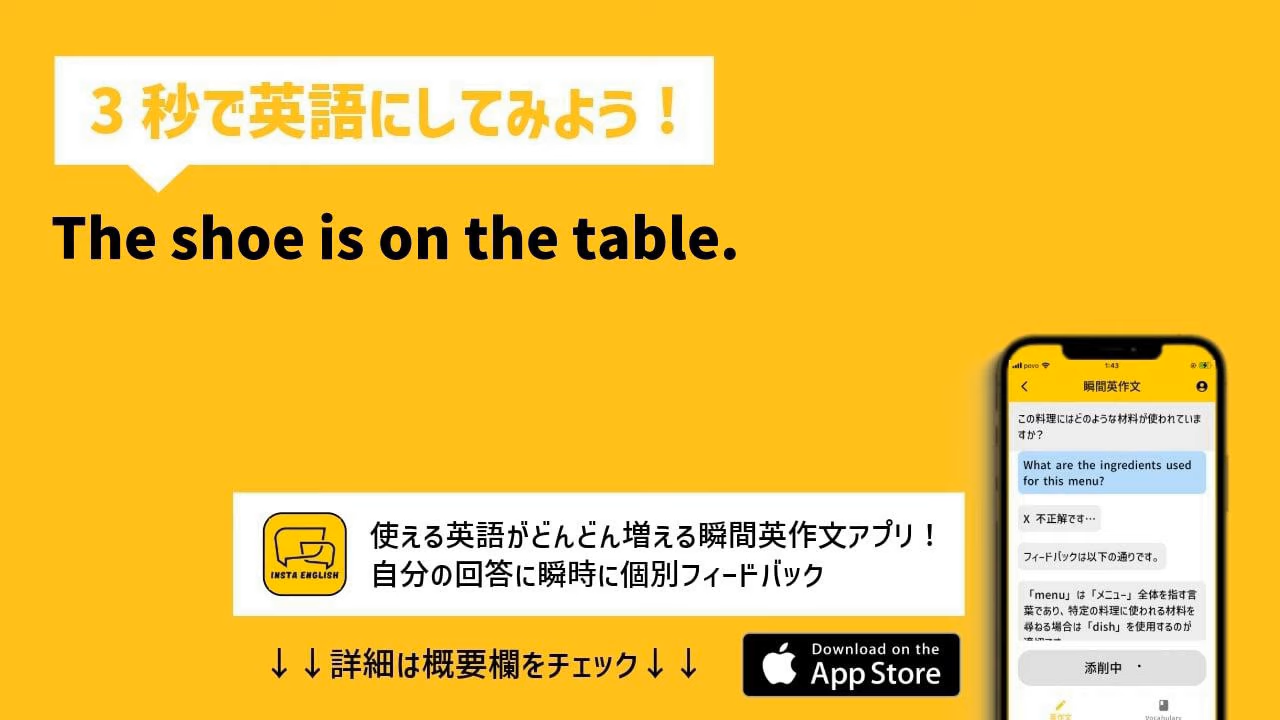 3秒で英語にしてみよう！
The shoe is on the table.
povo 1:43
瞬間英作文
この料理にはどのような材料が使われていま
すか？
What are the ingredients used
for this menu?
X 不正解です…
フィードバックは以下の通りです。
「menu」は「メニュー」全体を指す言
葉であり、特定の料理に使われる材料を
尋ねる場合は「dish」を使用するのが
添削中
英作文 Vocabulary
INSTA ENGLISH
使える英語がどんどん増える瞬間英作文アプリ！
自分の回答に瞬時に個別フィードバック
↓↓詳細は概要欄をチェック↓↓
Download on the
App Store